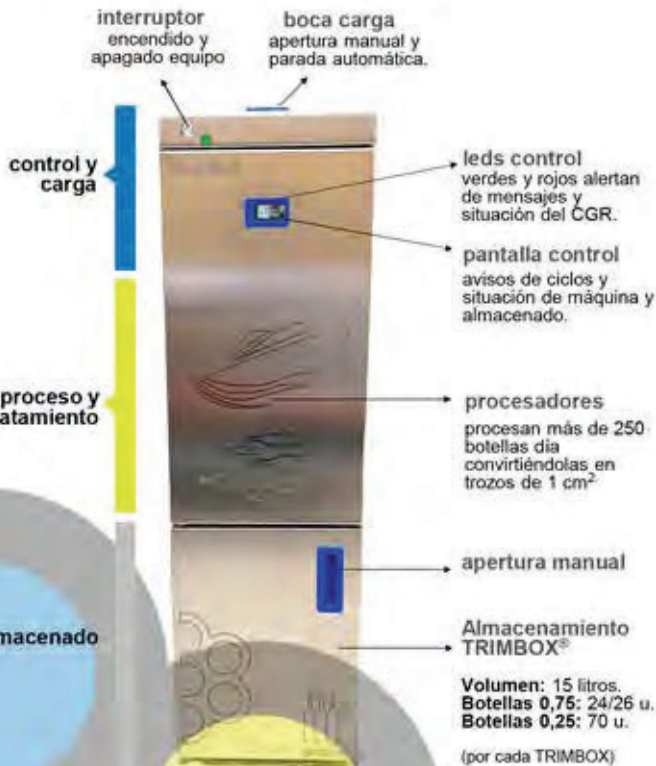 interruptor
encendido y
apagado equipo
boca carga
apertura manual y
parada automática.
control y
carga
leds control
verdes y rojos alertan
de mensajes y
situación del CGR.
pantalla control
avisos de ciclos y
situación de máquina y
almacenado.
proceso y
atamiento
procesadores
procesan más de 250
botellas día
convirtiéndolas en
trozos de 1 cm²
apertura manual
macenado
Almacenamiento
TRIMBOX®
Volumen: 15 litros.
Botellas 0,75: 24/26 u.
Botellas 0,25: 70 u.
(por cada TRIMBOX)